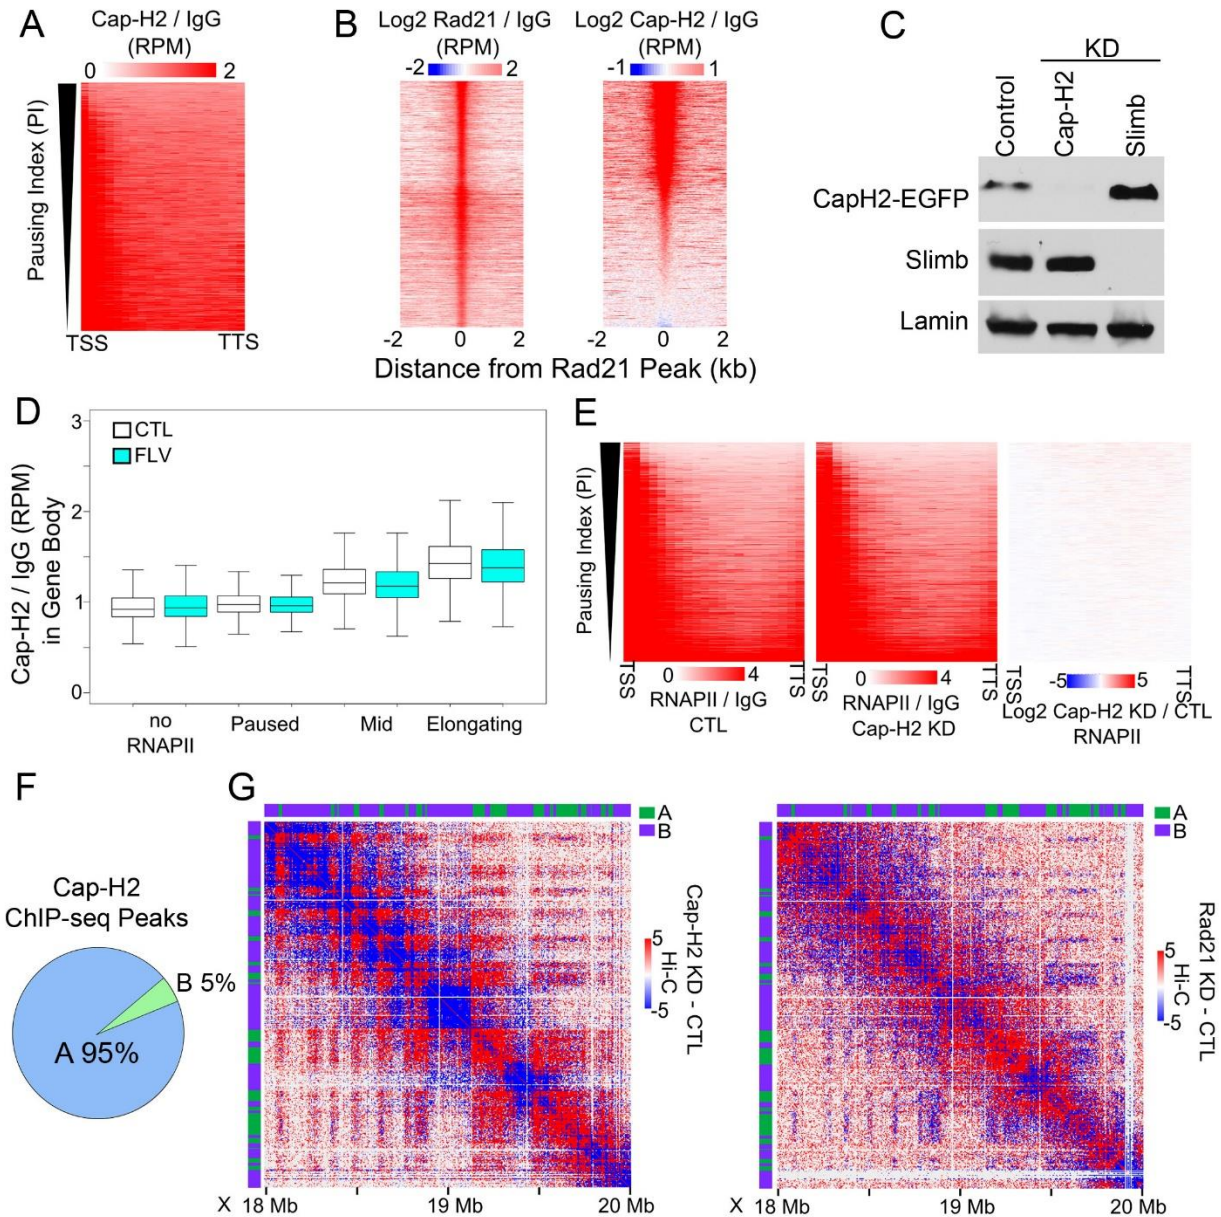 A
Cap-H2 / IgG
(RPM)
0 2
Pausing Index (PI)
TSS TTS
B
Log2 Rad21 / IgG
(RPM)
-2 2
Log2 Cap-H2 / IgG
(RPM)
-1 1
-2 0 2
-2 0 2
Distance from Rad21 Peak (kb)
C
KD
Control
Cap-H2
Slimb
CapH2-EGFP
Slimb
Lamin
D
CTL
FLV
Cap-H2 / IgG (RPM)
in Gene Body
3
2
1
0
no
RNAPII
Paused
Mid
Elongating
E
Pausing Index (PI)
TSS TTS
0 4
RNAPII / IgG
CTL
TSS TTS
0 4
RNAPII / IgG
Cap-H2 KD
TSS TTS
-5 5
Log2 Cap-H2 KD / CTL
RNAPII
F
Cap-H2
ChIP-seq Peaks
B 5%
A 95%
G
A
B
Cap-H2 KD - CTL
5
Hi-C
-5
X 18 Mb 19 Mb 20 Mb
A
B
Rad21 KD - CTL
5
Hi-C
-5
X 18 Mb 19 Mb 20 Mb